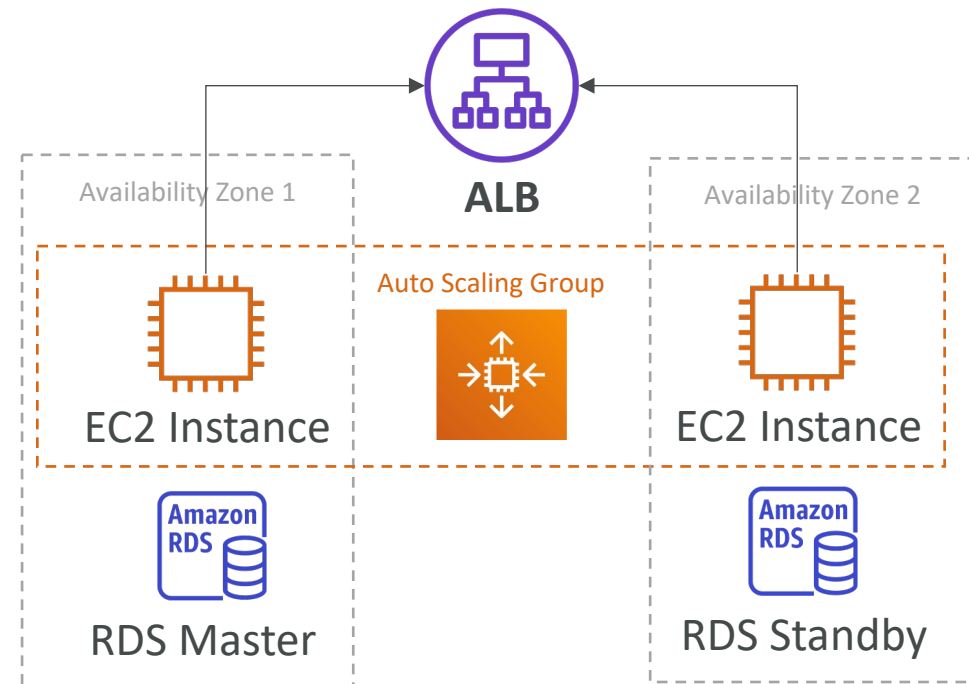 ALB
Availability Zone 1
Availability Zone 2
Auto Scaling Group
EC2 Instance
EC2 Instance
Amazon
RDS
RDS Master
Amazon
RDS
RDS Standby